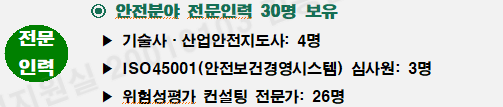 전문
인력
◉ 안전분야 전문인력 30명 보유
▶ 기술사·산업안전지도사: 4명
▶ ISO45001(안전보건경영시스템) 심사원: 3명
▶ 위험성평가 컨설팅 전문가: 26명